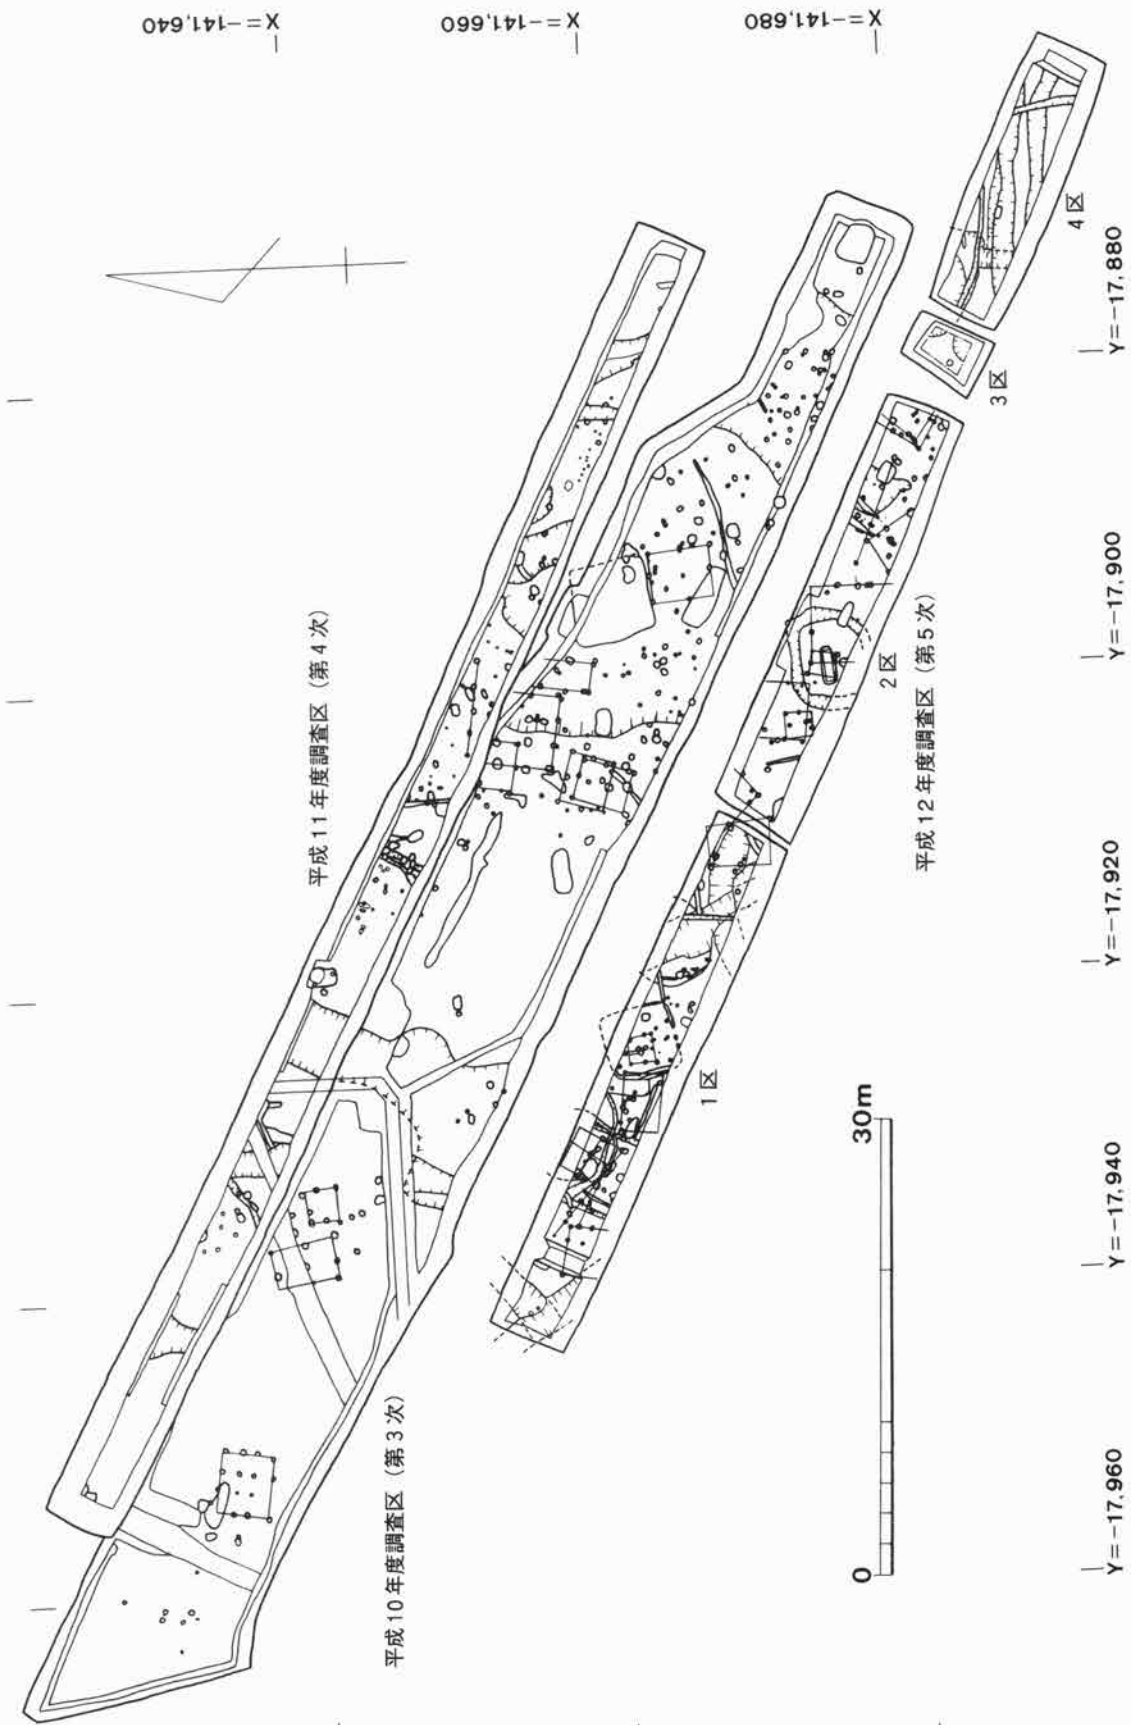 X=-141,640
X=-141,660
X=-141,680
平成11年度調査区（第4次）
平成10年度調査区（第3次）
平成12年度調査区（第5次）
1区
2区
3区
4区
0 30m
Y=-17,960
Y=-17,940
Y=-17,920
Y=-17,900
Y=-17,880